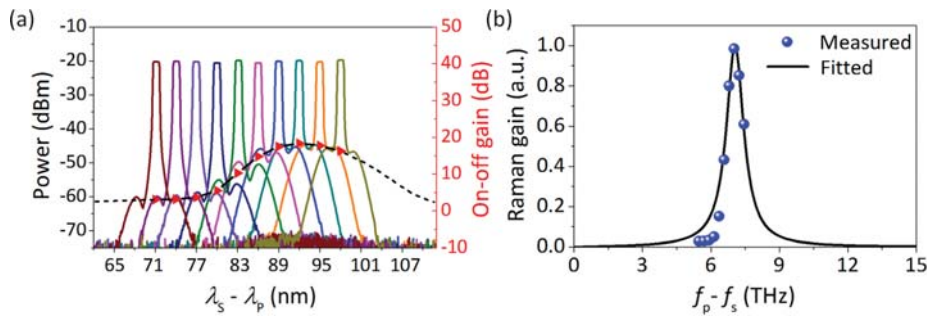 (a)
-10
-20
-30
-40
-50
-60
-70
Power (dBm)
50
40
30
20
10
0
-10
On-off gain (dB)
65 71 77 83 89 95 101 107
λS - λP (nm)
(b)
1.0
0.8
0.6
0.4
0.2
0.0
Raman gain (a.u.)
Measured
Fitted
0 3 6 9 12 15
fp - fs (THz)